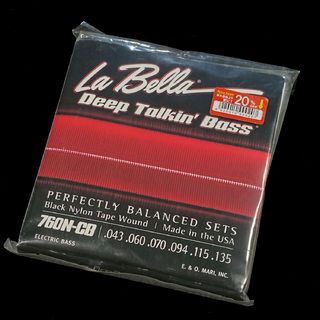 La Bella
20%
Deep Talkin' Bass
PERFECTLY BALANCED SETS
Black Nylon Tape Wound | Made in the USA
760N-CB .043 .060 .070 .094 .115 .135
ELECTRIC BASS
E. & O. MARI, INC.